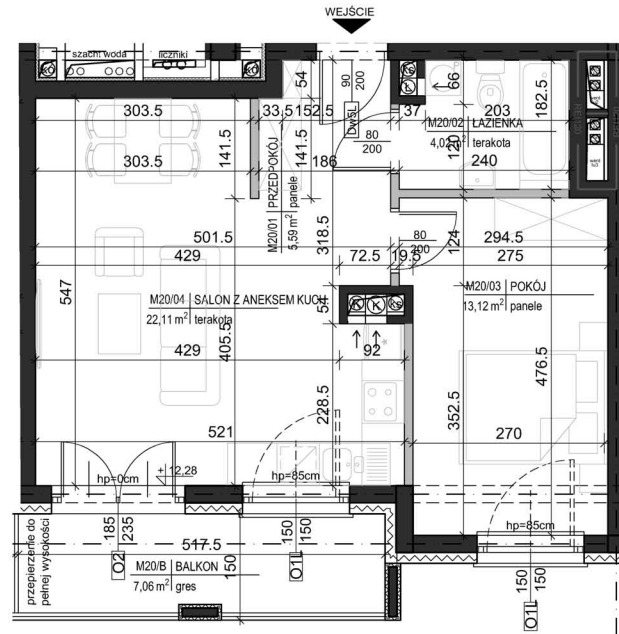 WEJŚCIE
szacht woda
liczniki
54
90
200
Dw5L
66
182.5
303.5
33.5
152.5
37
203
M20/02 ŁAZIENKA
4,02 m² terakota
120
80
200
303.5
141.5
141.5
186
240
M20/01 PRZEDPOKÓJ
5,59 m² panele
318.5
80
200
124
501.5
294.5
429
72.5
19.5
275
547
M20/04 SALON Z ANEKSEM KUCH
22,11 m² terakota
54
K
K
M20/03 POKÓJ
13,12 m² panele
405.5
476.5
429
92
228.5
352.5
521
270
hp=0cm
+12,28
hp=85cm
hp=85cm
przepierzenie do
pełnej wysokości
185
235
517.5
150
150
150
O2
M20/B BALKON
7,06 m² gres
O1L
150
150
O1L